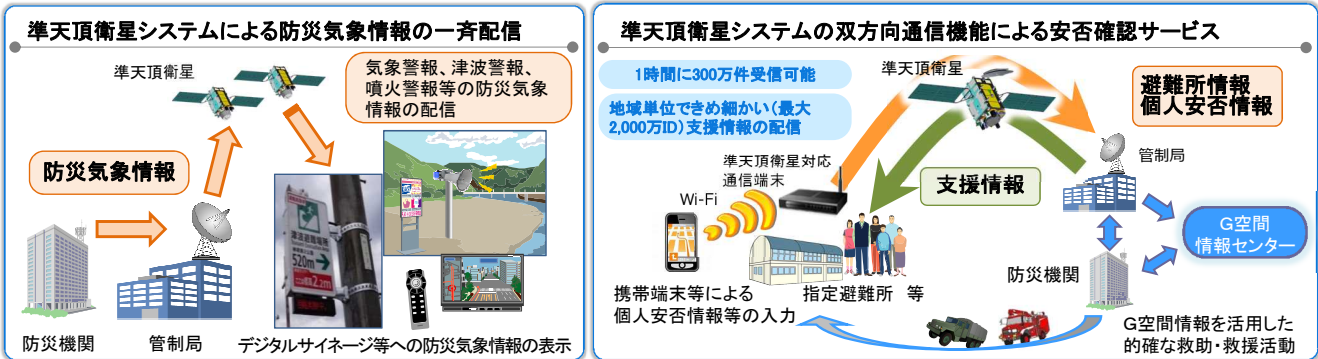 準天頂衛星システムによる防災気象情報の一斉配信
準天頂衛星
気象警報、津波警報、
噴火警報等の防災気象
情報の配信
防災気象情報
津波避難場所
520m
2.2m
防災機関
管制局
デジタルサイネージ等への防災気象情報の表示
準天頂衛星システムの双方向通信機能による安否確認サービス
1時間に300万件受信可能
地域単位できめ細かい(最大
2,000万ID)支援情報の配信
準天頂衛星
避難所情報
個人安否情報
準天頂衛星対応
通信端末
Wi-Fi
支援情報
管制局
G空間
情報センター
防災機関
携帯端末等による
個人安否情報等の入力
指定避難所 等
G空間情報を活用した
的確な救助・救援活動